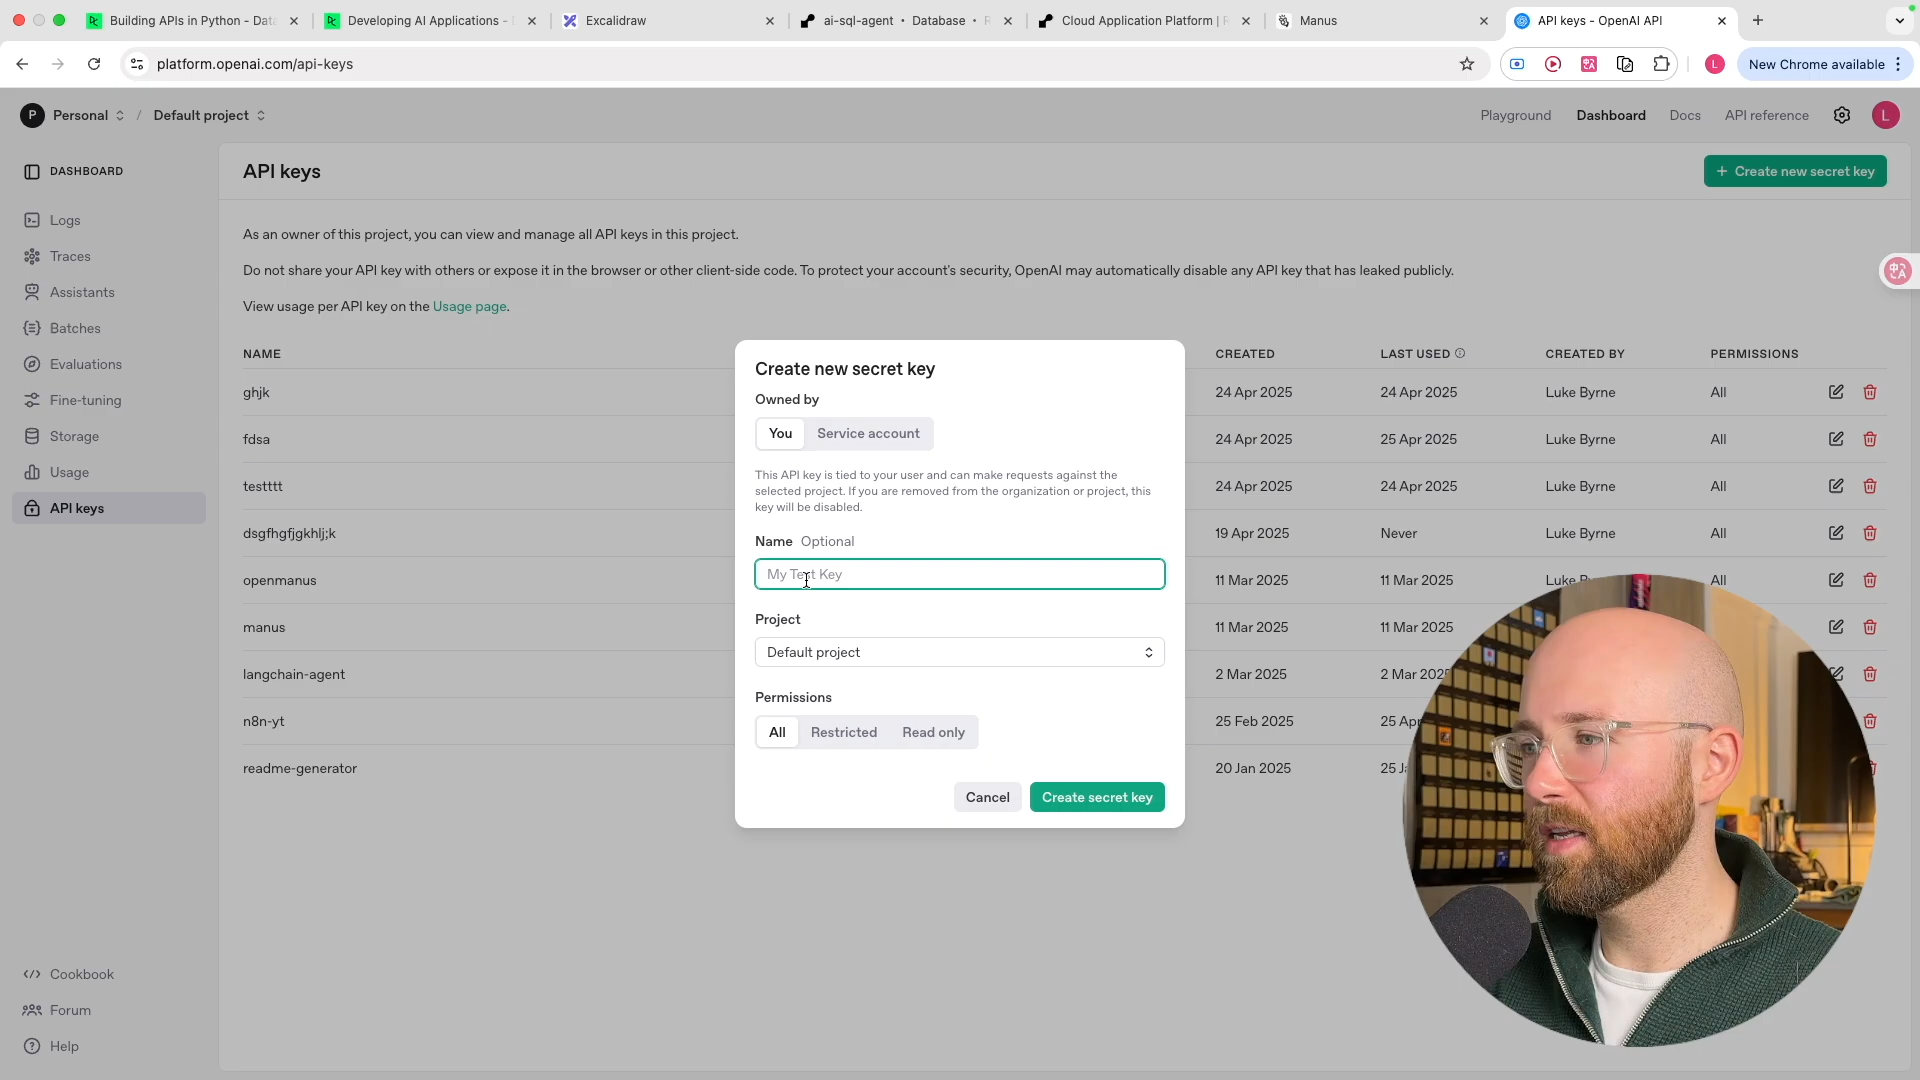 Building APIs in Python - Data
Developing AI Applications -
Excalidraw
ai-sql-agent • Database •
Cloud Application Platform |
Manus
API keys - OpenAI API
platform.openai.com/api-keys
L
New Chrome available
P Personal / Default project
Playground Dashboard Docs API reference L
DASHBOARD
Logs
Traces
Assistants
Batches
Evaluations
Fine-tuning
Storage
Usage
API keys
Cookbook
Forum
Help
API keys
+ Create new secret key
As an owner of this project, you can view and manage all API keys in this project.
Do not share your API key with others or expose it in the browser or other client-side code. To protect your account's security, OpenAI may automatically disable any API key that has leaked publicly.
View usage per API key on the Usage page.
NAME CREATED LAST USED CREATED BY PERMISSIONS
ghjk 24 Apr 2025 24 Apr 2025 Luke Byrne All
fdsa 24 Apr 2025 25 Apr 2025 Luke Byrne All
testttt 24 Apr 2025 24 Apr 2025 Luke Byrne All
dsgfhgfjgkhlj;k 19 Apr 2025 Never Luke Byrne All
openmanus 11 Mar 2025 11 Mar 2025 Luke All
manus 11 Mar 2025 11 Mar 2025
langchain-agent 2 Mar 2025 2 Mar 202
n8n-yt 25 Feb 2025 25 Apr
readme-generator 20 Jan 2025 25
Create new secret key
Owned by
You Service account
This API key is tied to your user and can make requests against the
selected project. If you are removed from the organization or project, this
key will be disabled.
Name Optional
My Test Key
Project
Default project
Permissions
All Restricted Read only
Cancel Create secret key